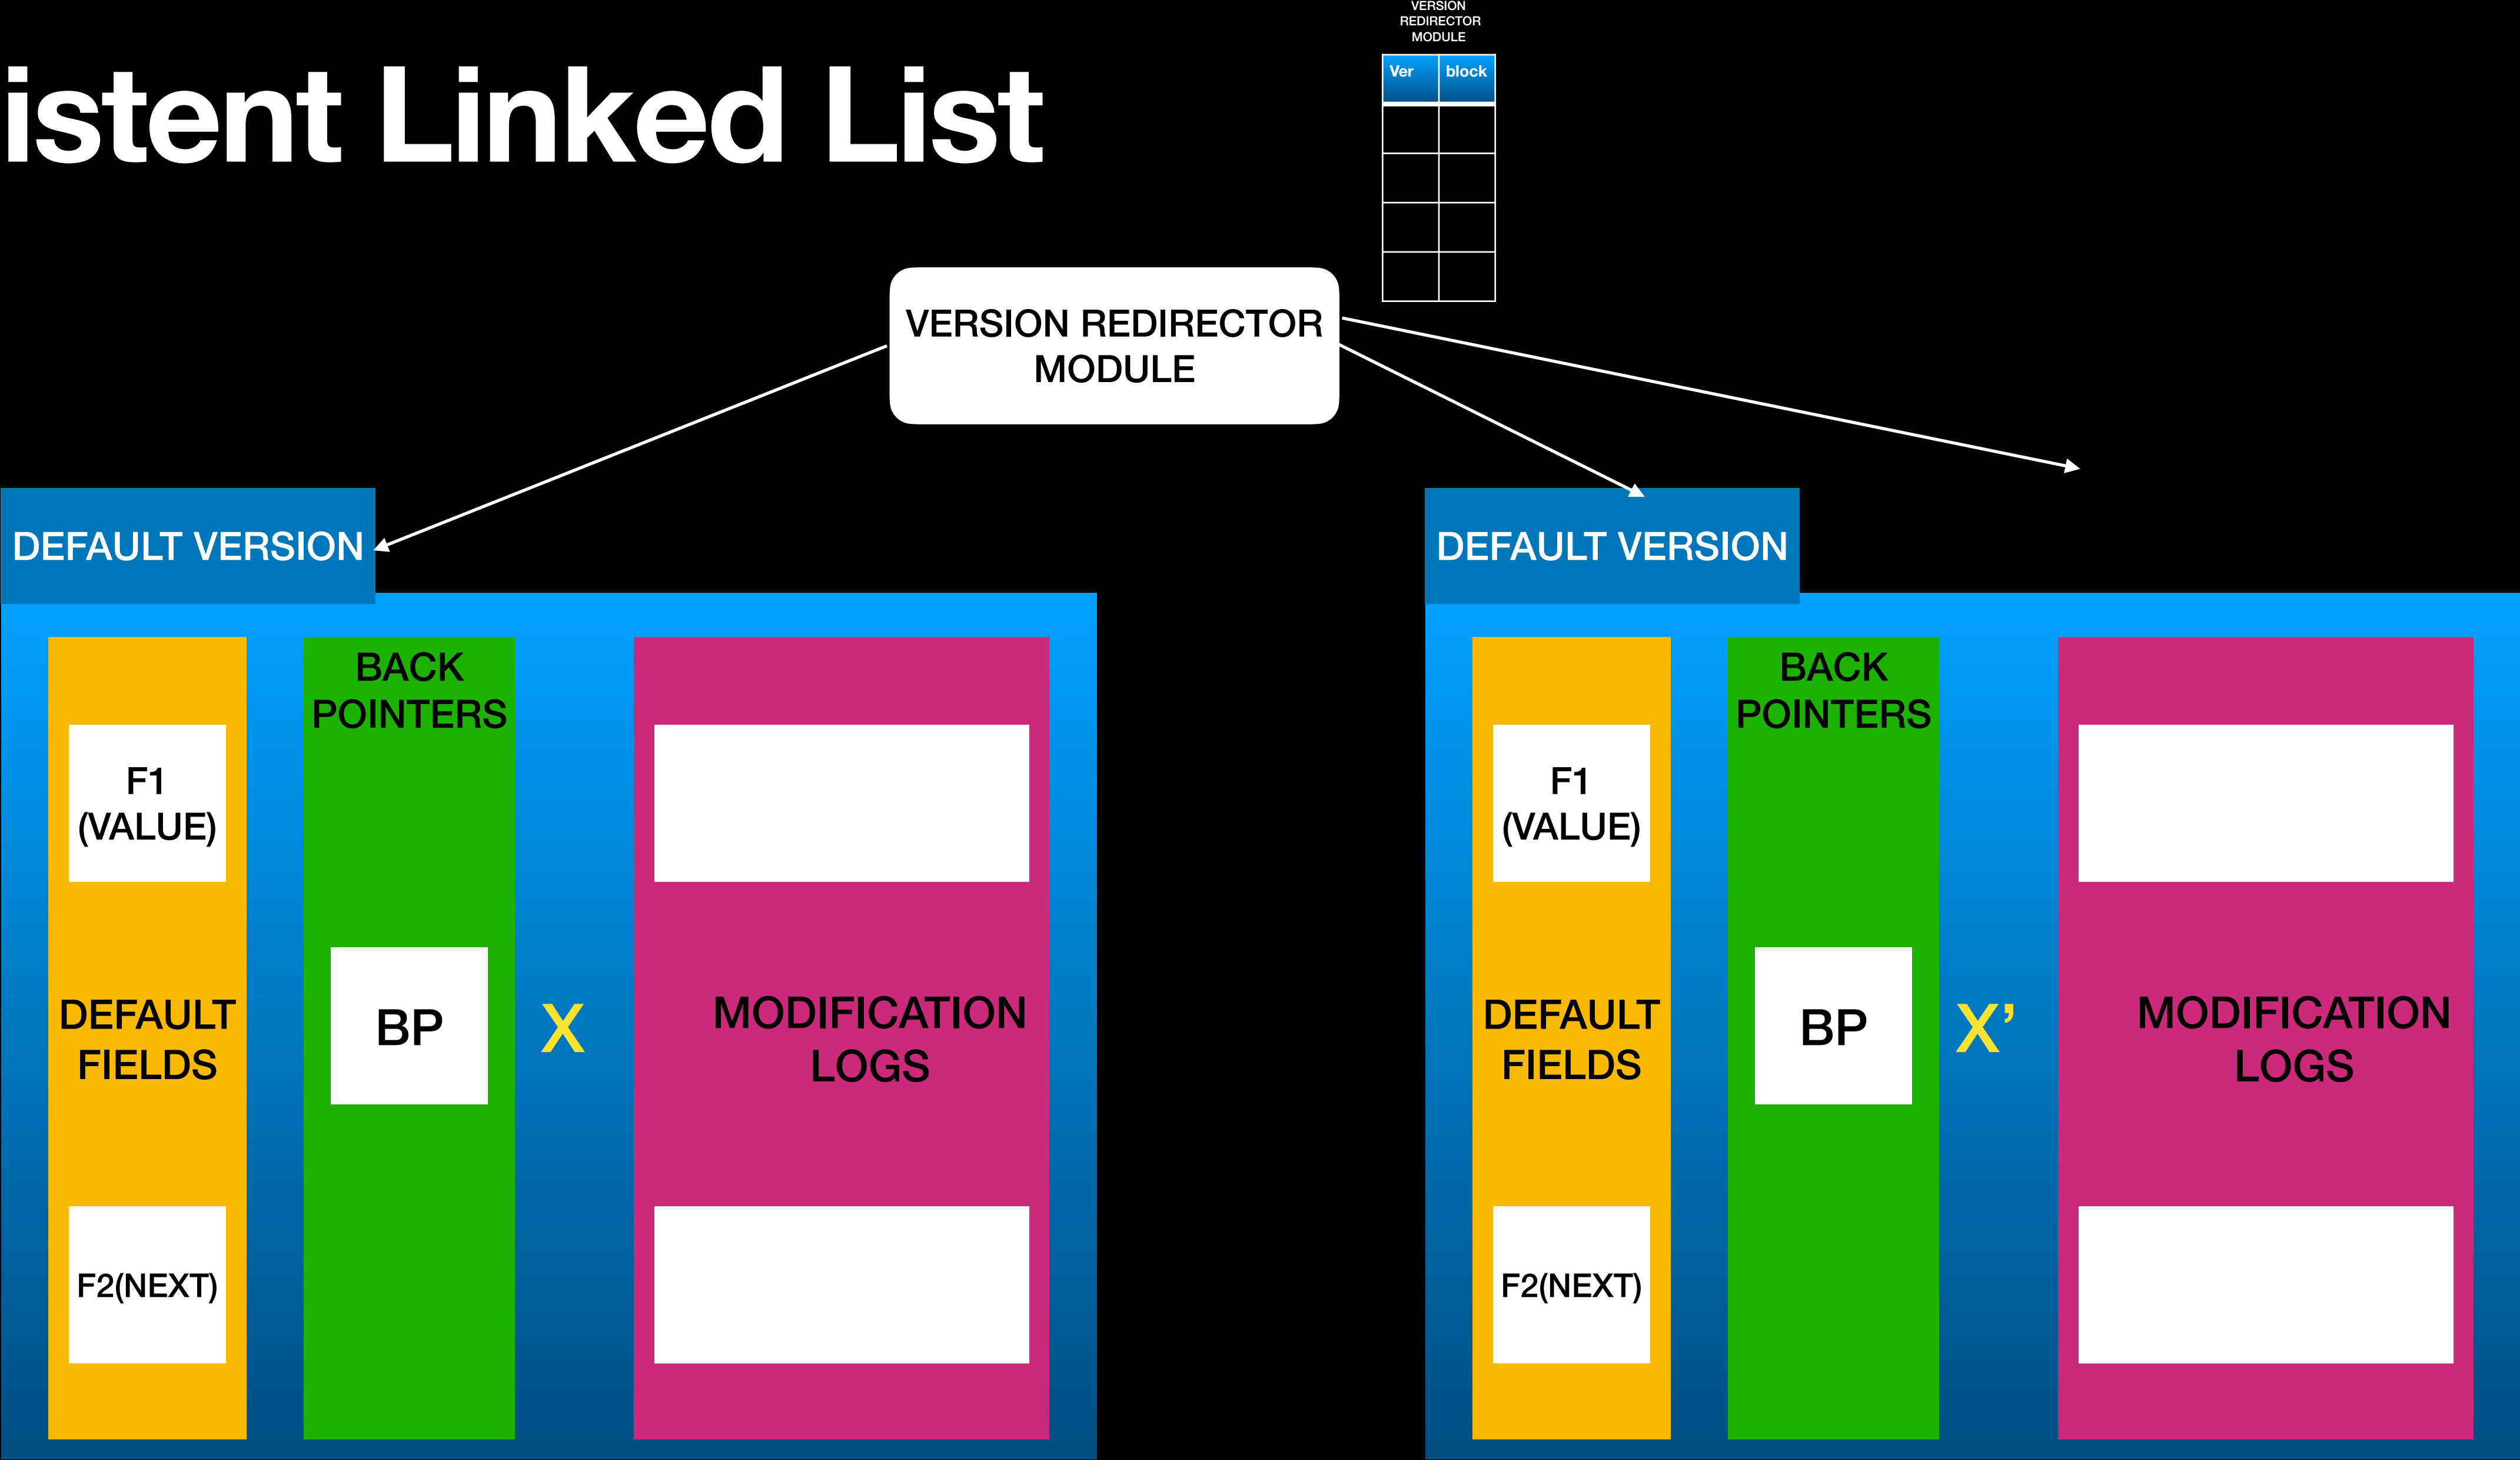 VERSION
REDIRECTOR
MODULE
istent Linked List
Ver block
VERSION REDIRECTOR
MODULE
DEFAULT VERSION
BACK
POINTERS
F1
(VALUE)
DEFAULT
FIELDS
BP
X
MODIFICATION
LOGS
F2(NEXT)
DEFAULT VERSION
BACK
POINTERS
F1
(VALUE)
DEFAULT
FIELDS
BP
X’
MODIFICATION
LOGS
F2(NEXT)